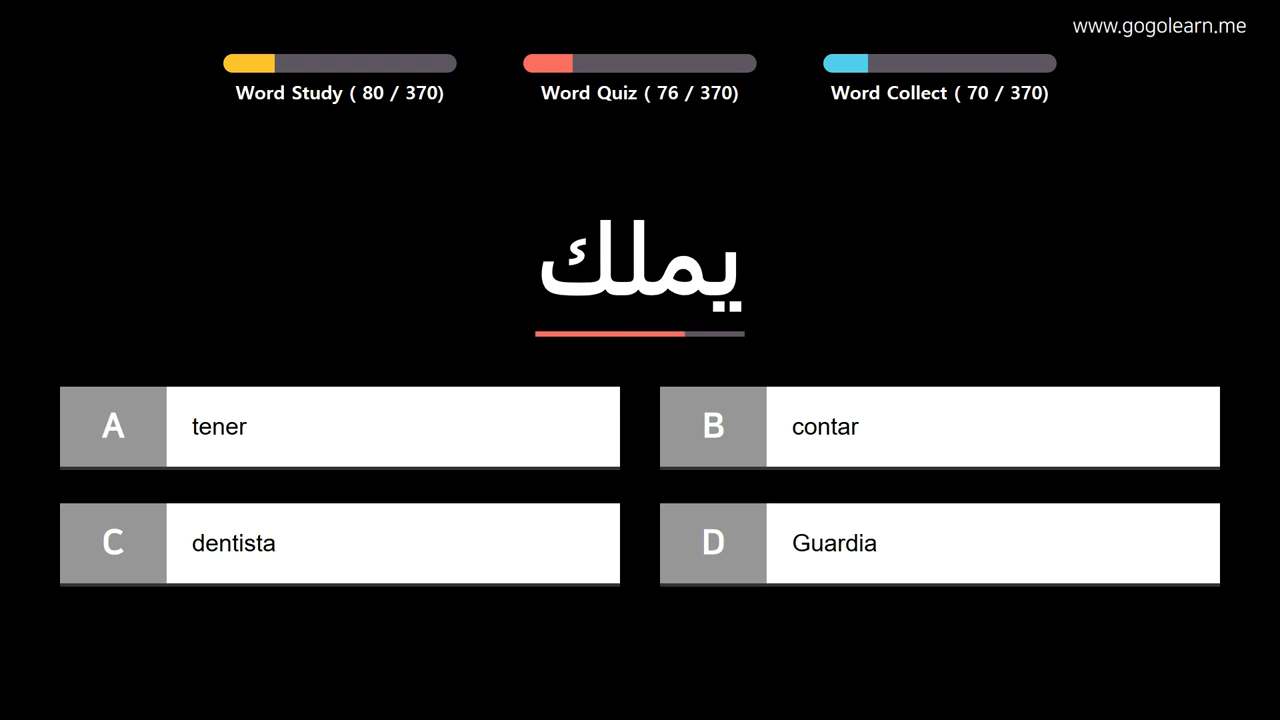 www.gogolearn.me
Word Study ( 80 / 370)
Word Quiz ( 76 / 370)
Word Collect ( 70 / 370)
يملك
A tener
B contar
C dentista
D Guardia